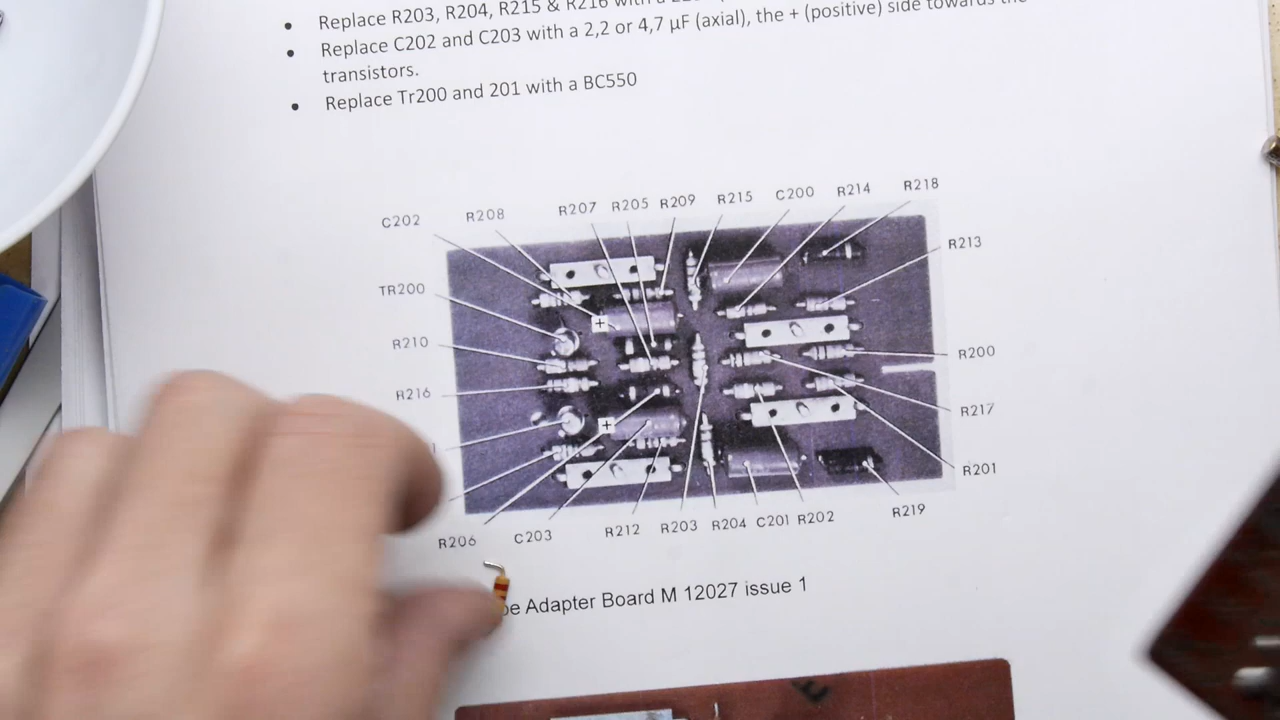 Replace R203, R204, R215 & R216 with a
• Replace C202 and C203 with a 2,2 or 4,7 µF (axial), the + (positive) side towards the
transistors.
• Replace Tr200 and 201 with a BC550
C202 R208 R207 R205 R209 R215 C200 R214 R218
R213
TR200
+
R210
R200
R216
+
R217
R201
R206 C203 R212 R203 R204 C201 R202 R219
Adapter Board M 12027 issue 1
E